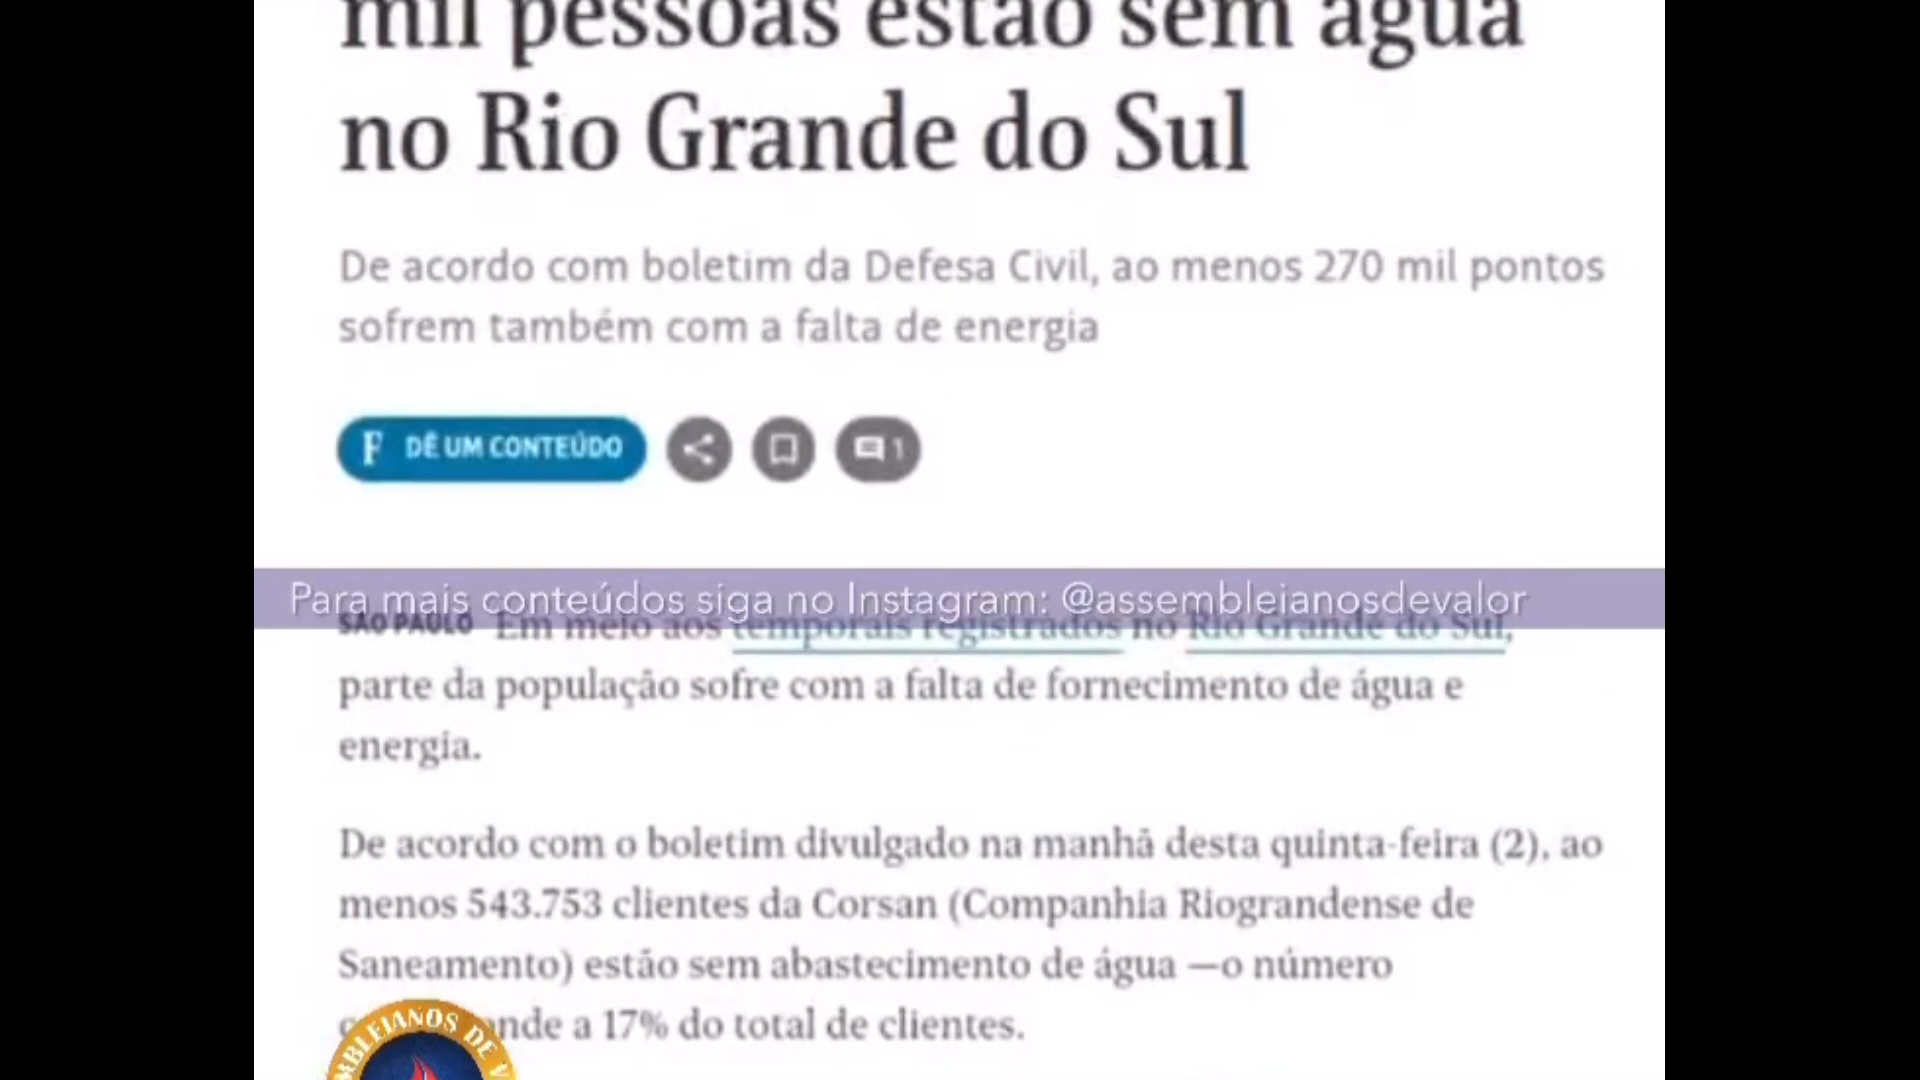 mil pessoas estão sem água
no Rio Grande do Sul
De acordo com boletim da Defesa Civil, ao menos 270 mil pontos
sofrem também com a falta de energia
F DÊ UM CONTEÚDO 1
Para mais conteúdos siga no Instagram: @assembleianosdevalor
SÃO PAULO Em meio aos temporais registrados no Rio Grande do Sul,
parte da população sofre com a falta de fornecimento de água e
energia.
De acordo com o boletim divulgado na manhã desta quinta-feira (2), ao
menos 543.753 clientes da Corsan (Companhia Riograndense de
Saneamento) estão sem abastecimento de água —o número
nde a 17% do total de clientes.
MBLEIANOS DE V